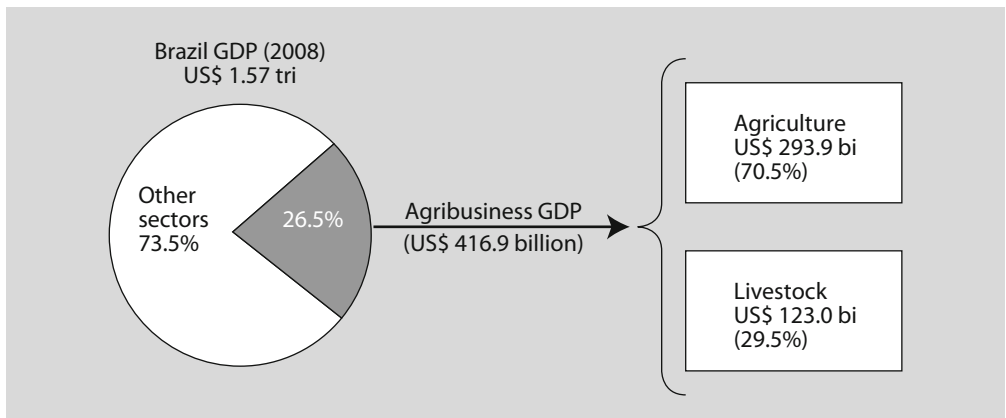 Brazil GDP (2008)
US$ 1.57 tri
Other
sectors
73.5%
26.5%
Agribusiness GDP
(US$ 416.9 billion)
Agriculture
US$ 293.9 bi
(70.5%)
Livestock
US$ 123.0 bi
(29.5%)